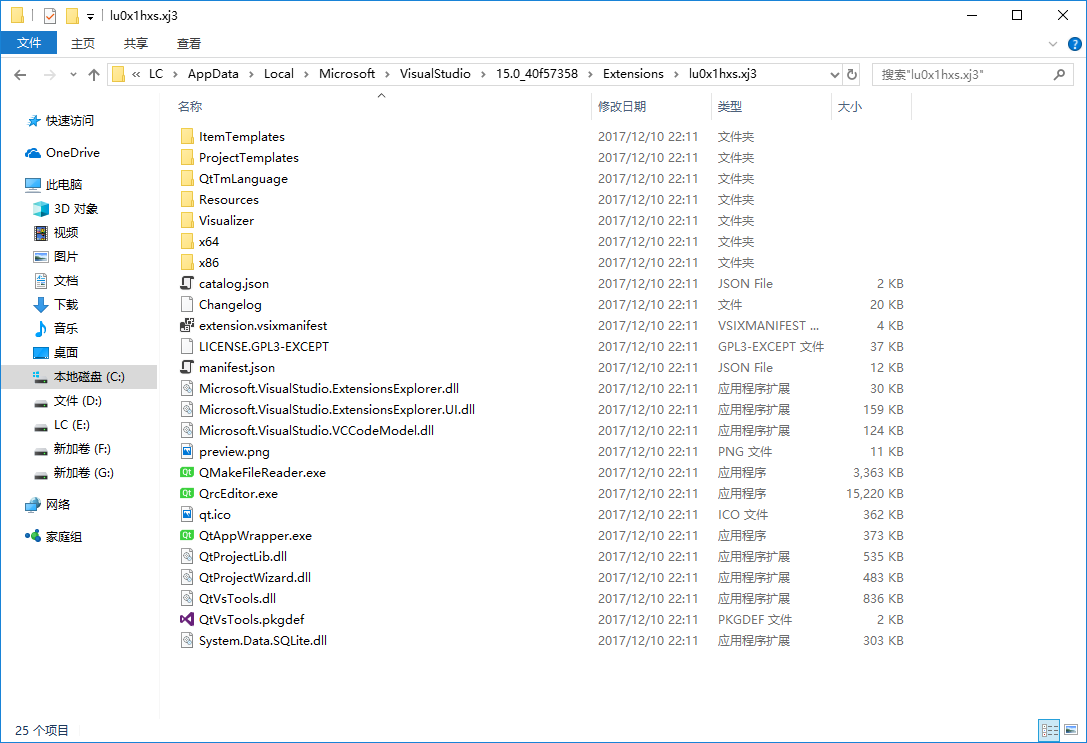 lu0x1hxs.xj3
文件 主页 共享 查看
« LC › AppData › Local › Microsoft › VisualStudio › 15.0_40f57358 › Extensions › lu0x1hxs.xj3 搜索"lu0x1hxs.xj3"
快速访问
OneDrive
此电脑
3D 对象
视频
图片
文档
下载
音乐
桌面
本地磁盘 (C:)
文件 (D:)
LC (E:)
新加卷 (F:)
新加卷 (G:)
网络
家庭组
名称 修改日期 类型 大小
ItemTemplates 2017/12/10 22:11 文件夹
ProjectTemplates 2017/12/10 22:11 文件夹
QtTmLanguage 2017/12/10 22:11 文件夹
Resources 2017/12/10 22:11 文件夹
Visualizer 2017/12/10 22:11 文件夹
x64 2017/12/10 22:11 文件夹
x86 2017/12/10 22:11 文件夹
catalog.json 2017/12/10 22:11 JSON File 2 KB
Changelog 2017/12/10 22:11 文件 20 KB
extension.vsixmanifest 2017/12/10 22:11 VSIXMANIFEST ... 4 KB
LICENSE.GPL3-EXCEPT 2017/12/10 22:11 GPL3-EXCEPT 文件 37 KB
manifest.json 2017/12/10 22:11 JSON File 12 KB
Microsoft.VisualStudio.ExtensionsExplorer.dll 2017/12/10 22:11 应用程序扩展 30 KB
Microsoft.VisualStudio.ExtensionsExplorer.UI.dll 2017/12/10 22:11 应用程序扩展 159 KB
Microsoft.VisualStudio.VCCodeModel.dll 2017/12/10 22:11 应用程序扩展 124 KB
preview.png 2017/12/10 22:11 PNG 文件 11 KB
Qt QMakeFileReader.exe 2017/12/10 22:11 应用程序 3,363 KB
Qt QrcEditor.exe 2017/12/10 22:11 应用程序 15,220 KB
qt.ico 2017/12/10 22:11 ICO 文件 362 KB
Qt QtAppWrapper.exe 2017/12/10 22:11 应用程序 373 KB
QtProjectLib.dll 2017/12/10 22:11 应用程序扩展 535 KB
QtProjectWizard.dll 2017/12/10 22:11 应用程序扩展 483 KB
QtVsTools.dll 2017/12/10 22:11 应用程序扩展 836 KB
QtVsTools.pkgdef 2017/12/10 22:11 PKGDEF 文件 2 KB
System.Data.SQLite.dll 2017/12/10 22:11 应用程序扩展 303 KB
25 个项目